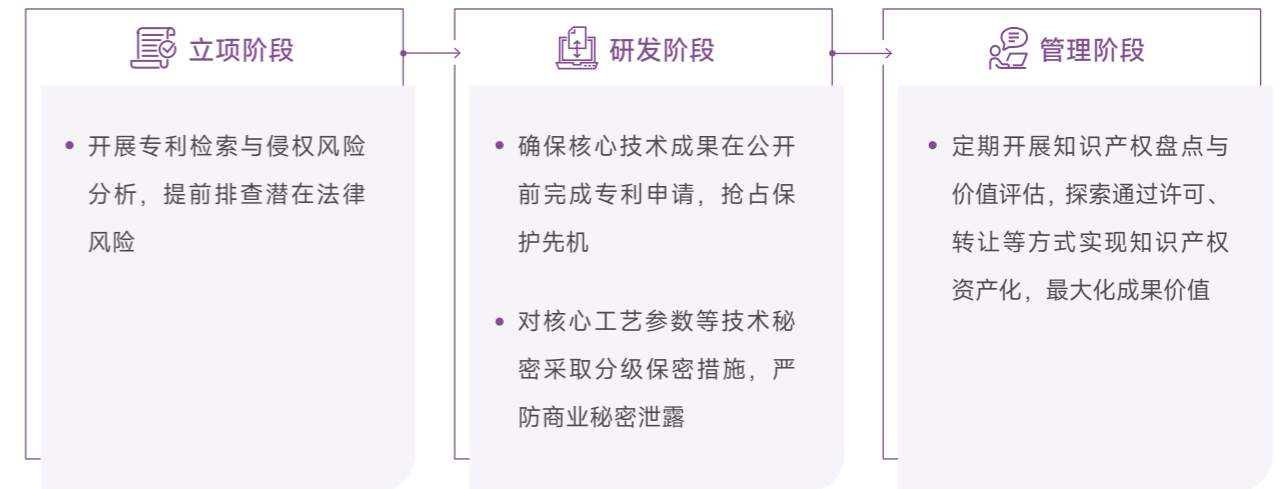 立项阶段
开展专利检索与侵权风险
分析，提前排查潜在法律
风险
研发阶段
确保核心技术成果在公开
前完成专利申请，抢占保
护先机
对核心工艺参数等技术秘
密采取分级保密措施，严
防商业秘密泄露
管理阶段
定期开展知识产权盘点与
价值评估，探索通过许可、
转让等方式实现知识产权
资产化，最大化成果价值